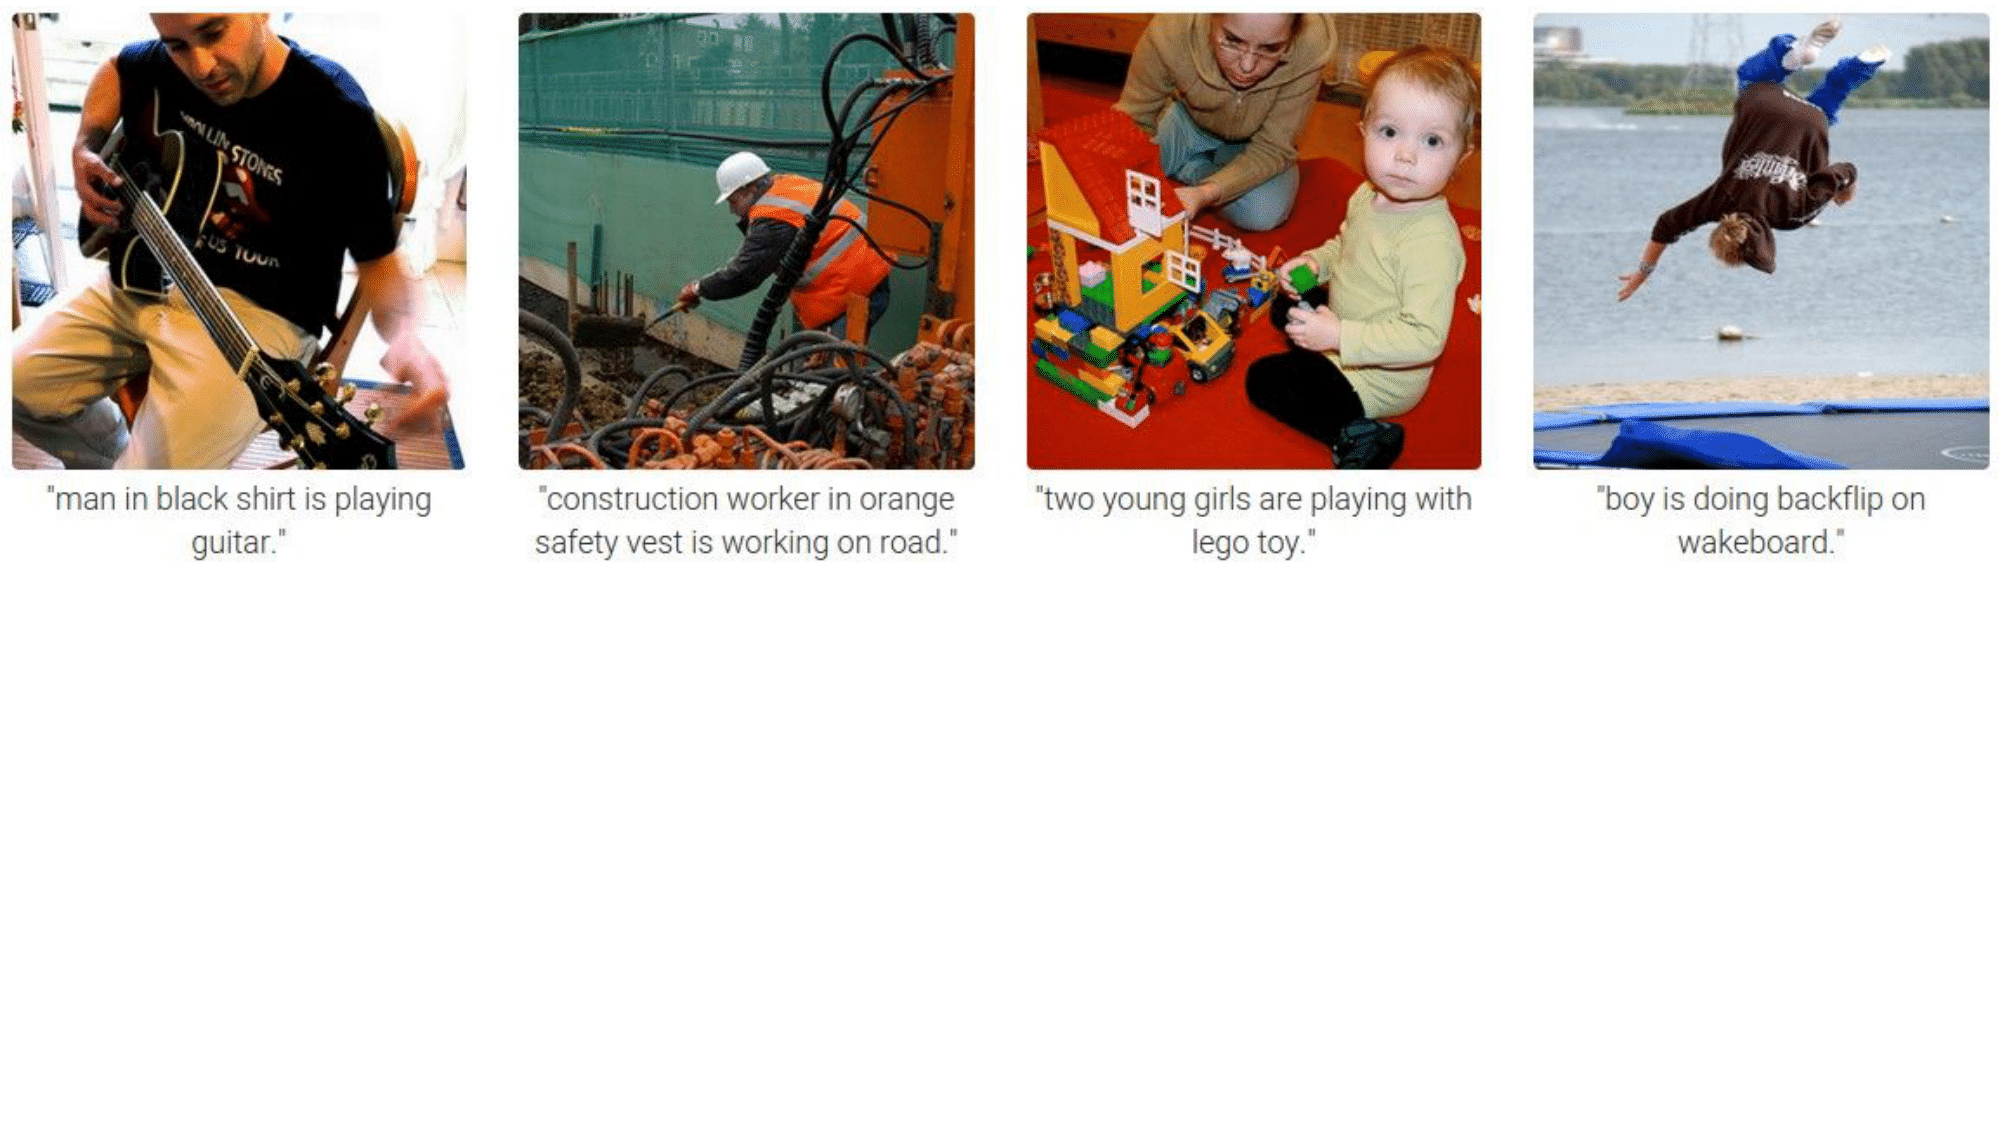 STONES
US TOUR
"man in black shirt is playing
guitar."
"construction worker in orange
safety vest is working on road."
"two young girls are playing with
lego toy."
"boy is doing backflip on
wakeboard."